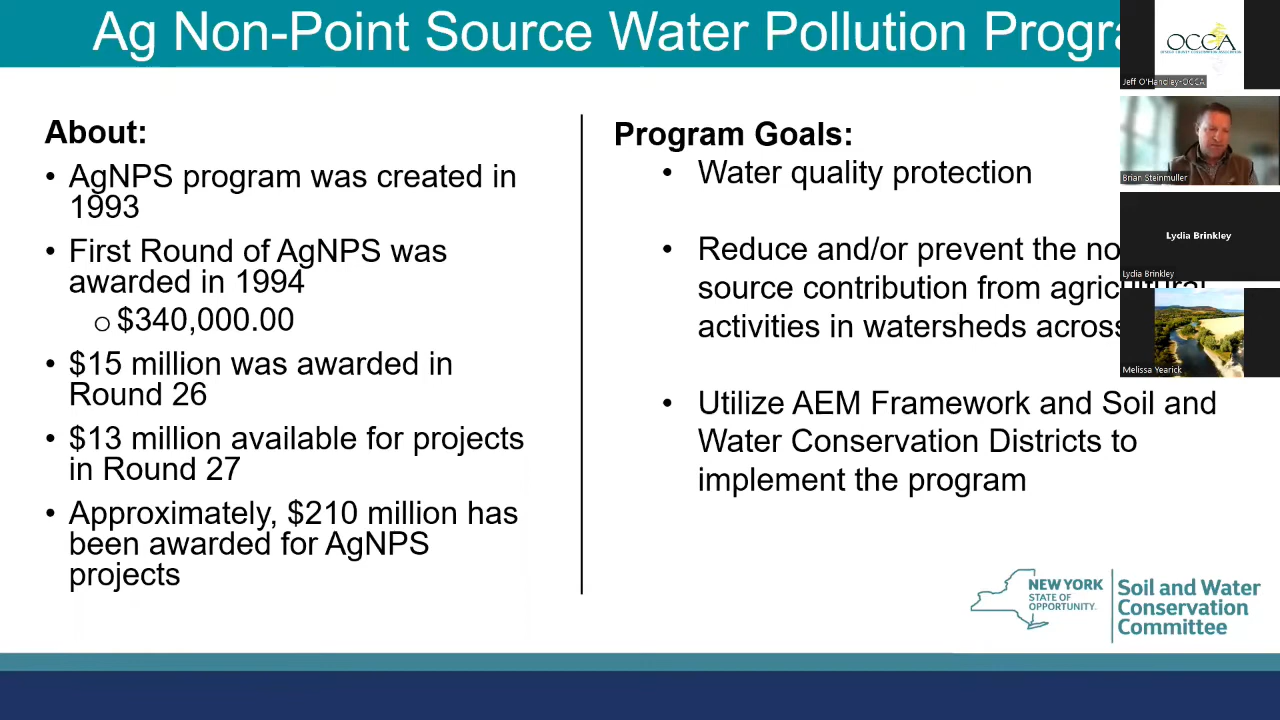 Ag Non-Point Source Water Pollution Progra
About:
• AgNPS program was created in
1993
• First Round of AgNPS was
awarded in 1994
o $340,000.00
• $15 million was awarded in
Round 26
• $13 million available for projects
in Round 27
• Approximately, $210 million has
been awarded for AgNPS
projects
Program Goals:
• Water quality protection
• Reduce and/or prevent the no
source contribution from agricultural
activities in watersheds across
• Utilize AEM Framework and Soil and
Water Conservation Districts to
implement the program
NEW YORK
STATE OF
OPPORTUNITY.
Soil and Water
Conservation
Committee
OCCA
Jeff O'Handley-OCCA
Brian Steinmuller
Lydia Brinkley
Lydia Brinkley
Melissa Yearick